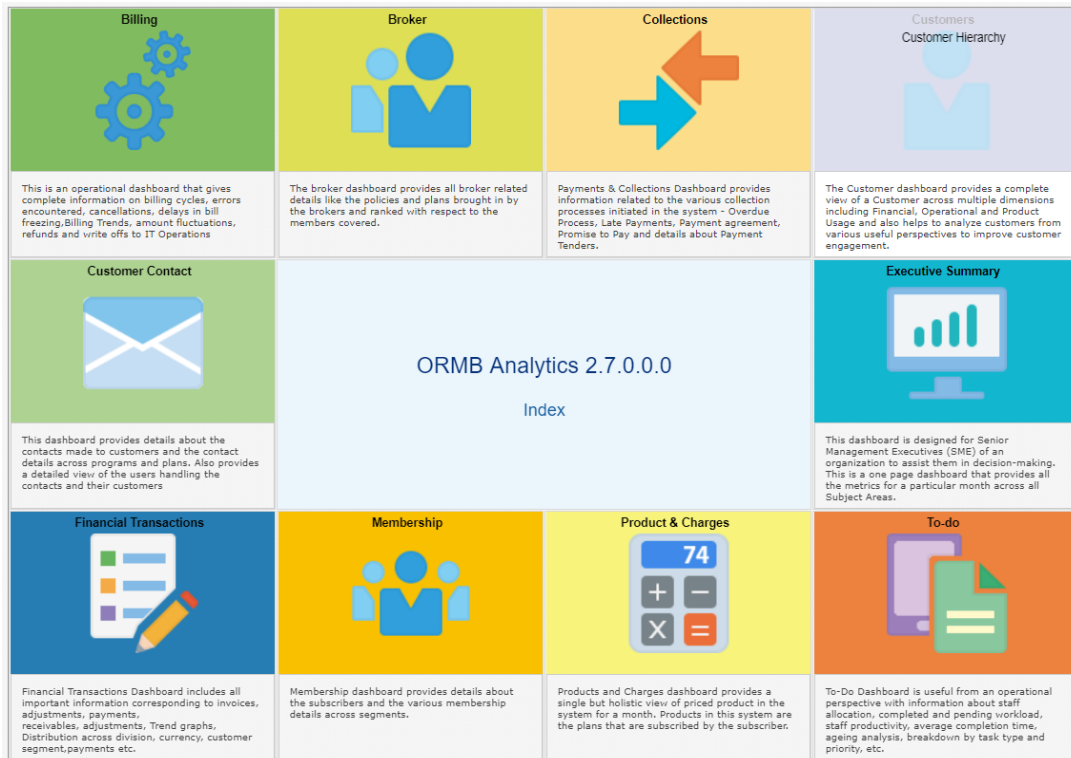 Billing
This is an operational dashboard that gives
complete information on billing cycles, errors
encountered, cancellations, delays in bill
freezing,Billing Trends, amount fluctuations,
refunds and write offs to IT Operations
Broker
The broker dashboard provides all broker related
details like the policies and plans brought in by
the brokers and ranked with respect to the
members covered.
Collections
Payments & Collections Dashboard provides
information related to the various collection
processes initiated in the system - Overdue
Process, Late Payments, Payment agreement,
Promise to Pay and details about Payment
Tenders.
Customers
Customer Hierarchy
The Customer dashboard provides a complete
view of a Customer across multiple dimensions
including Financial, Operational and Product
Usage and also helps to analyze customers from
various useful perspectives to improve customer
engagement.
Customer Contact
This dashboard provides details about the
contacts made to customers and the contact
details across programs and plans. Also provides
a detailed view of the users handling the
contacts and their customers
ORMB Analytics 2.7.0.0.0
Index
Executive Summary
This dashboard is designed for Senior
Management Executives (SME) of an
organization to assist them in decision-making.
This is a one page dashboard that provides all
the metrics for a particular month across all
Subject Areas.
Financial Transactions
Financial Transactions Dashboard includes all
important information corresponding to invoices,
adjustments, payments,
receivables, adjustments, Trend graphs,
Distribution across division, currency, customer
segment,payments etc.
Membership
Membership dashboard provides details about
the subscribers and the various membership
details across segments.
Product & Charges
74
+ −
X =
Products and Charges dashboard provides a
single but holistic view of priced product in the
system for a month. Products in this system are
the plans that are subscribed by the subscriber.
To-do
To-Do Dashboard is useful from an operational
perspective with information about staff
allocation, completed and pending workload,
staff productivity, average completion time,
ageing analysis, breakdown by task type and
priority, etc.